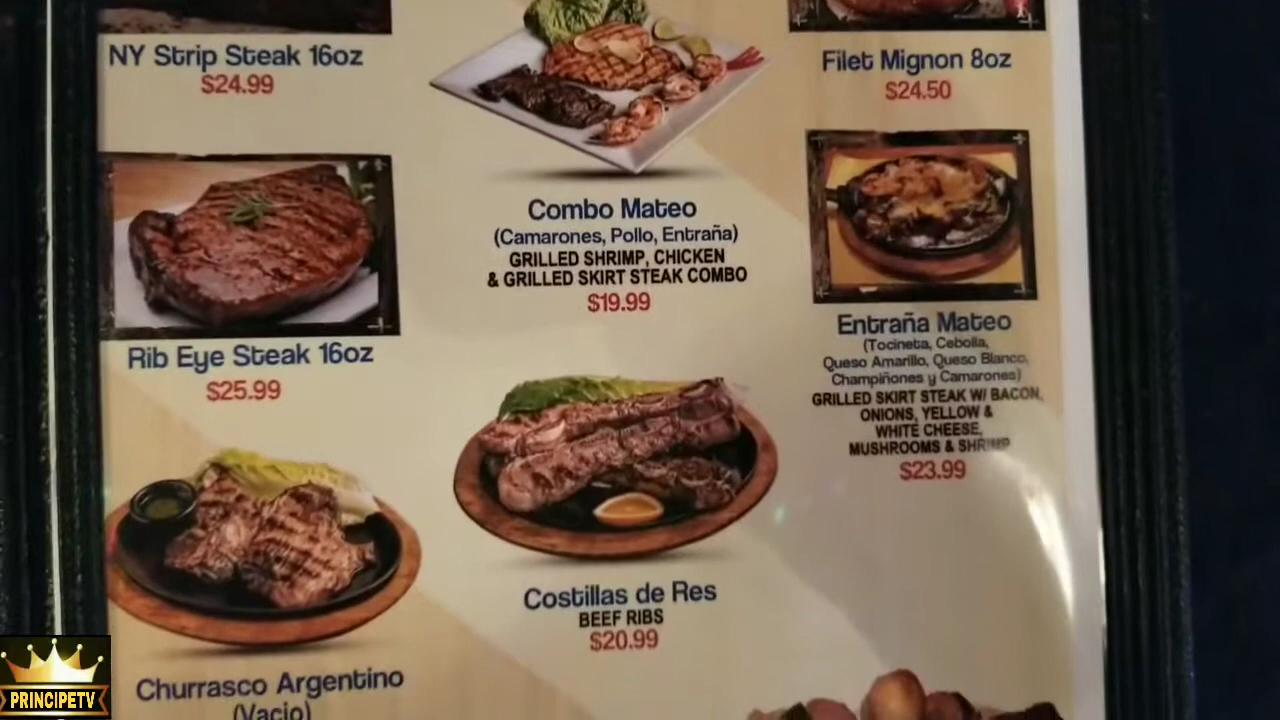 NY Strip Steak 16oz
$24.99
Rib Eye Steak 16oz
$25.99
Churrasco Argentino
(Vacio)
Combo Mateo
(Camarones, Pollo, Entraña)
GRILLED SHRIMP, CHICKEN
& GRILLED SKIRT STEAK COMBO
$19.99
Costillas de Res
BEEF RIBS
$20.99
Filet Mignon 8oz
$24.50
Entraña Mateo
(Tocineta, Cebolla,
Queso Amarillo, Queso Blanco,
Champiñones y Camarones)
GRILLED SKIRT STEAK W/ BACON,
ONIONS, YELLOW &
WHITE CHEESE,
MUSHROOMS & SHRIMP
$23.99
PRINCIPETV